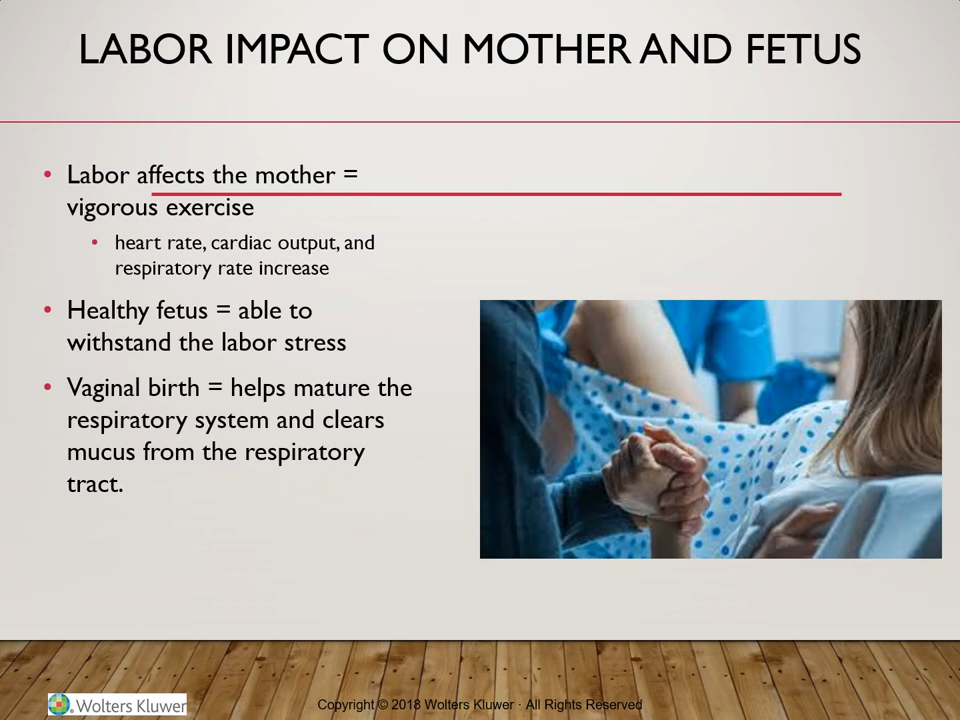 LABOR IMPACT ON MOTHER AND FETUS
• Labor affects the mother =
vigorous exercise
• heart rate, cardiac output, and
respiratory rate increase
• Healthy fetus = able to
withstand the labor stress
• Vaginal birth = helps mature the
respiratory system and clears
mucus from the respiratory
tract.
Wolters Kluwer
Copyright © 2018 Wolters Kluwer · All Rights Reserved